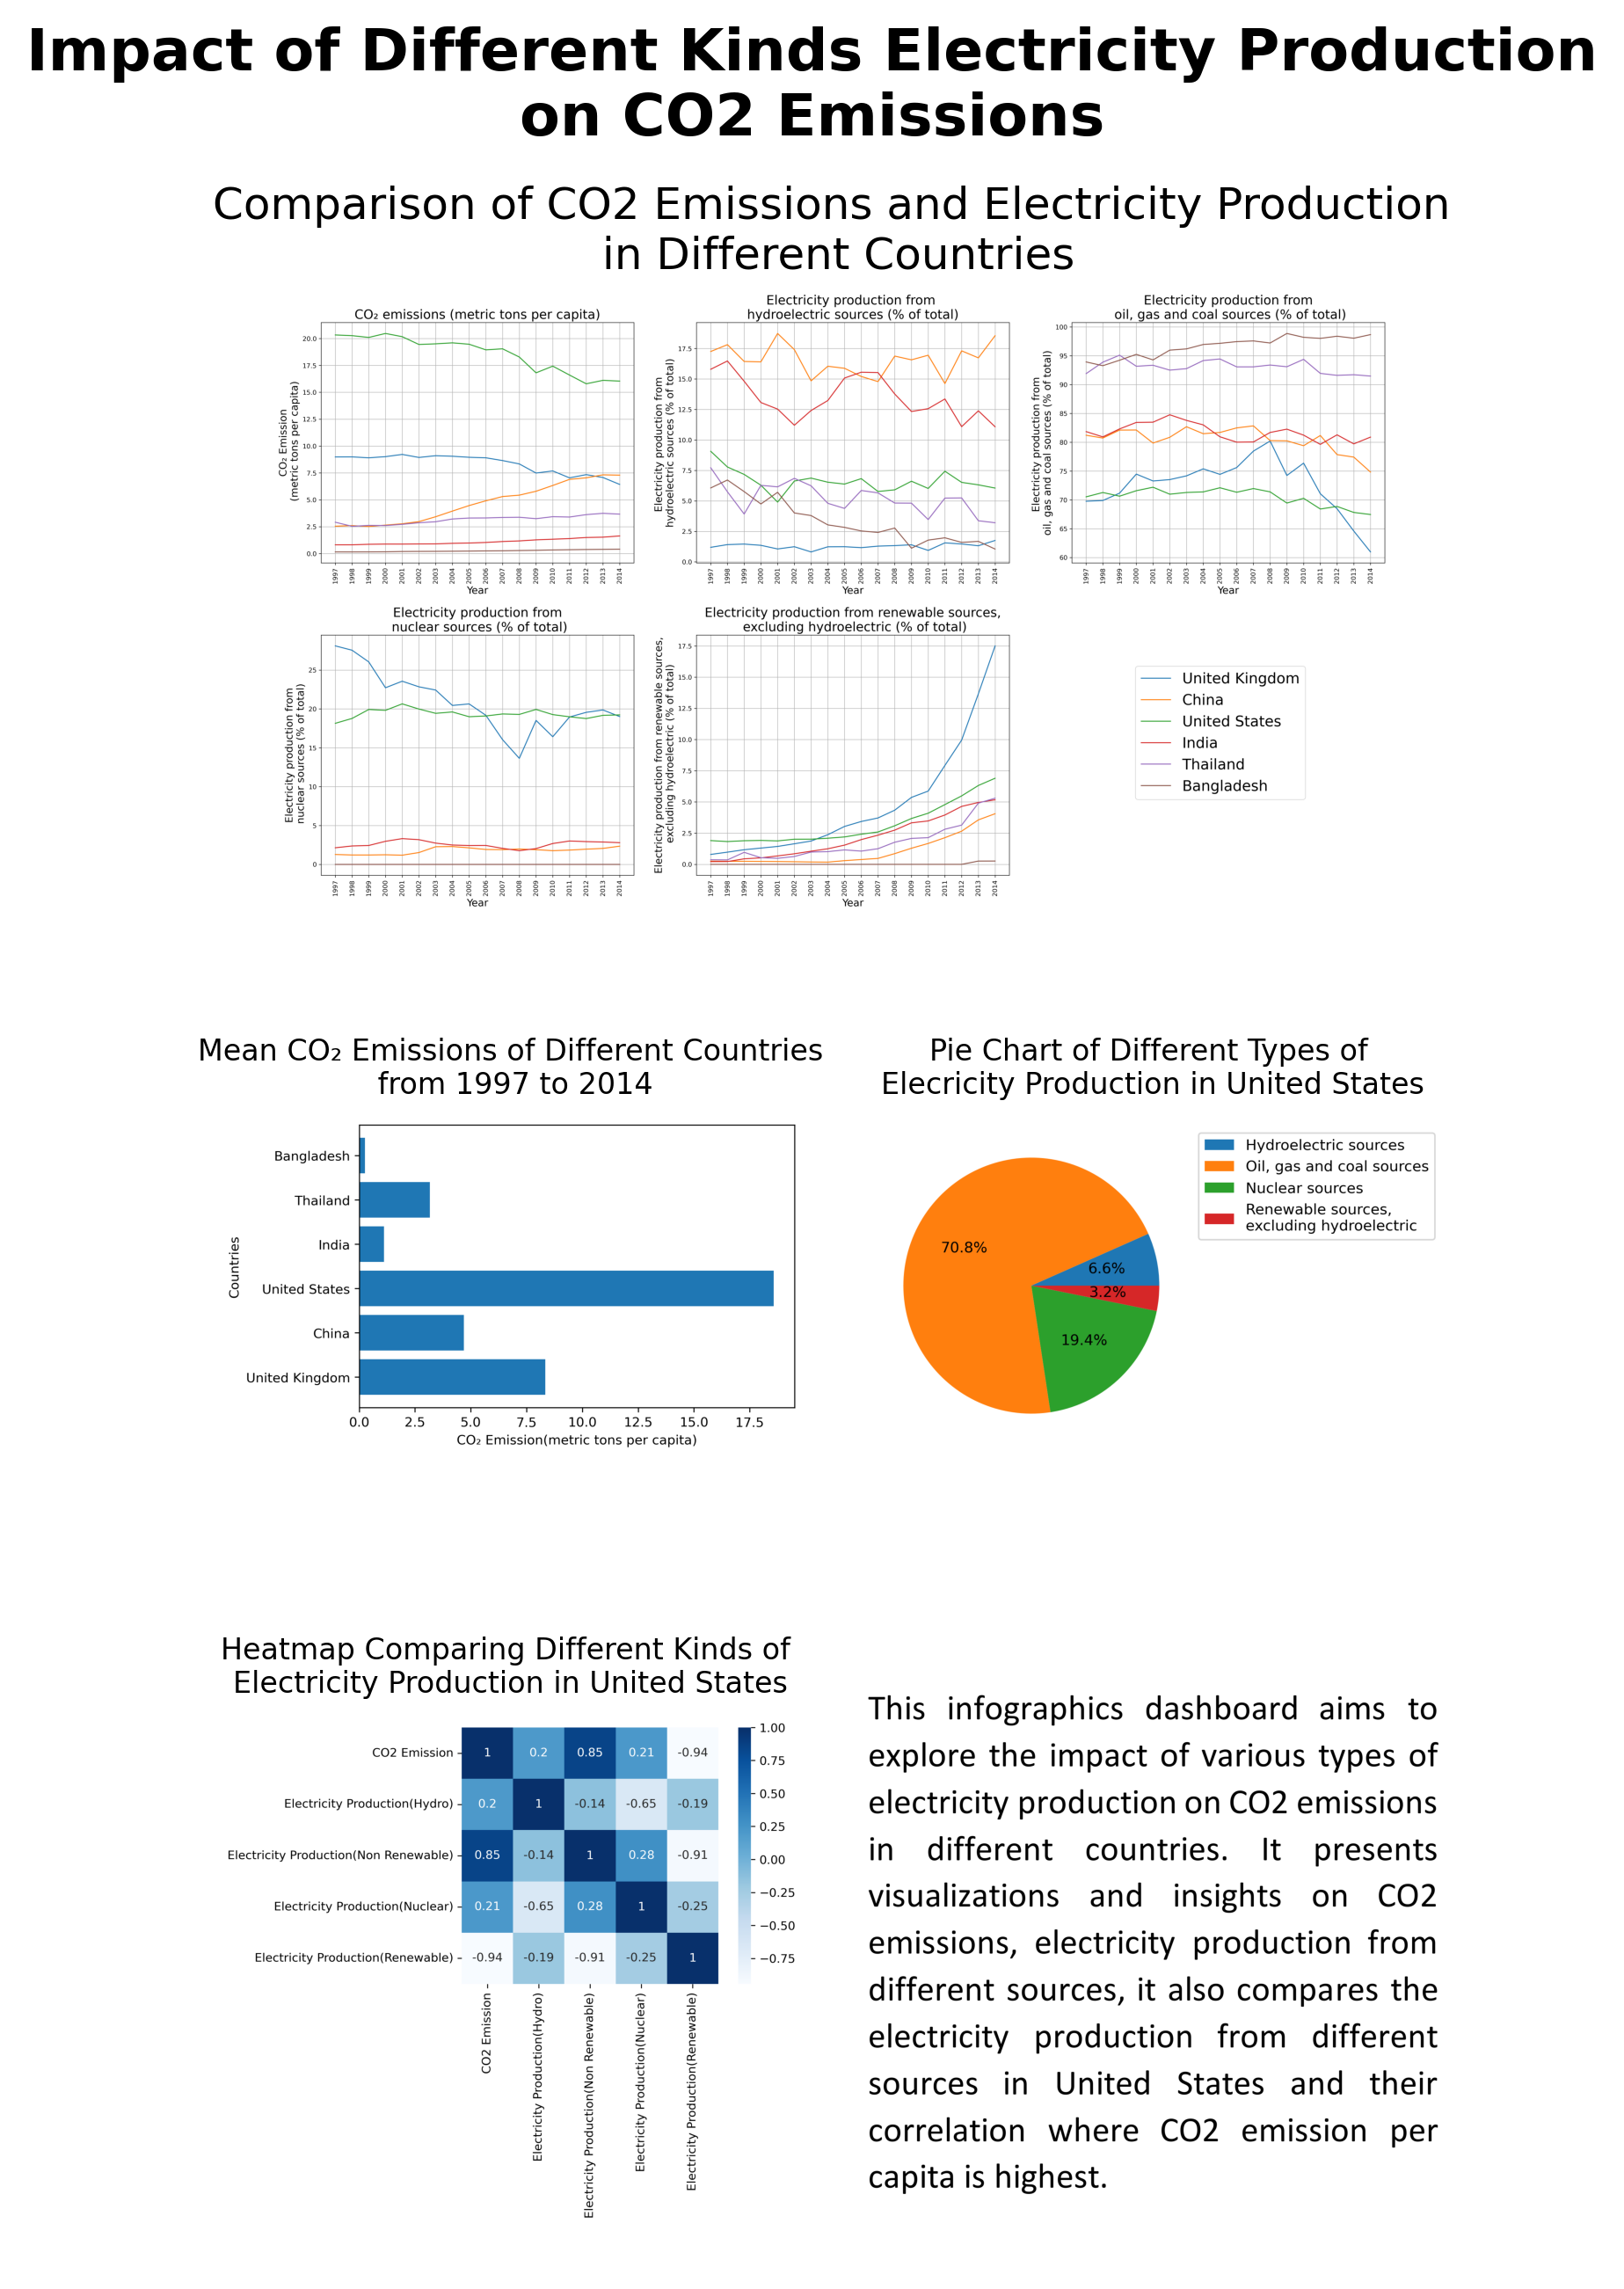 Impact of Different Kinds Electricity Production
on CO2 Emissions
Comparison of CO2 Emissions and Electricity Production
in Different Countries
CO₂ emissions (metric tons per capita)
CO₂ Emission
(metric tons per capita)
20.0
17.5
15.0
12.5
10.0
7.5
5.0
2.5
0.0
1997 1998 1999 2000 2001 2002 2003 2004 2005 2006 2007 2008 2009 2010 2011 2012 2013 2014
Year
Electricity production from
hydroelectric sources (% of total)
Electricity production from
hydroelectric sources (% of total)
17.5
15.0
12.5
10.0
7.5
5.0
2.5
0.0
1997 1998 1999 2000 2001 2002 2003 2004 2005 2006 2007 2008 2009 2010 2011 2012 2013 2014
Year
Electricity production from
oil, gas and coal sources (% of total)
Electricity production from
oil, gas and coal sources (% of total)
100
95
90
85
80
75
70
65
60
1997 1998 1999 2000 2001 2002 2003 2004 2005 2006 2007 2008 2009 2010 2011 2012 2013 2014
Year
Electricity production from
nuclear sources (% of total)
Electricity production from
nuclear sources (% of total)
25
20
15
10
5
0
1997 1998 1999 2000 2001 2002 2003 2004 2005 2006 2007 2008 2009 2010 2011 2012 2013 2014
Year
Electricity production from renewable sources,
excluding hydroelectric (% of total)
Electricity production from renewable sources,
excluding hydroelectric (% of total)
17.5
15.0
12.5
10.0
7.5
5.0
2.5
0.0
1997 1998 1999 2000 2001 2002 2003 2004 2005 2006 2007 2008 2009 2010 2011 2012 2013 2014
Year
United Kingdom
China
United States
India
Thailand
Bangladesh
Mean CO₂ Emissions of Different Countries
from 1997 to 2014
Countries
Bangladesh
Thailand
India
United States
China
United Kingdom
0.0 2.5 5.0 7.5 10.0 12.5 15.0 17.5
CO₂ Emission(metric tons per capita)
Pie Chart of Different Types of
Elecricity Production in United States
Hydroelectric sources
Oil, gas and coal sources
Nuclear sources
Renewable sources,
excluding hydroelectric
70.8%
6.6%
3.2%
19.4%
Heatmap Comparing Different Kinds of
Electricity Production in United States
CO2 Emission 1 0.2 0.85 0.21 -0.94
Electricity Production(Hydro) 0.2 1 -0.14 -0.65 -0.19
Electricity Production(Non Renewable) 0.85 -0.14 1 0.28 -0.91
Electricity Production(Nuclear) 0.21 -0.65 0.28 1 -0.25
Electricity Production(Renewable) -0.94 -0.19 -0.91 -0.25 1
CO2 Emission
Electricity Production(Hydro)
Electricity Production(Non Renewable)
Electricity Production(Nuclear)
Electricity Production(Renewable)
1.00
0.75
0.50
0.25
0.00
−0.25
−0.50
−0.75
This infographics dashboard aims to
explore the impact of various types of
electricity production on CO2 emissions
in different countries. It presents
visualizations and insights on CO2
emissions, electricity production from
different sources, it also compares the
electricity production from different
sources in United States and their
correlation where CO2 emission per
capita is highest.